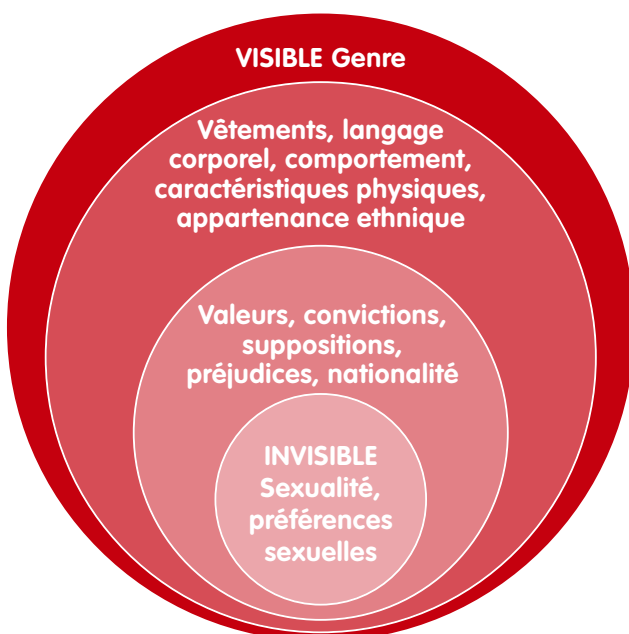 VISIBLE Genre
Vêtements, langage
corporel, comportement,
caractéristiques physiques,
appartenance ethnique
Valeurs, convictions,
suppositions,
préjudices, nationalité
INVISIBLE
Sexualité,
préférences
sexuelles